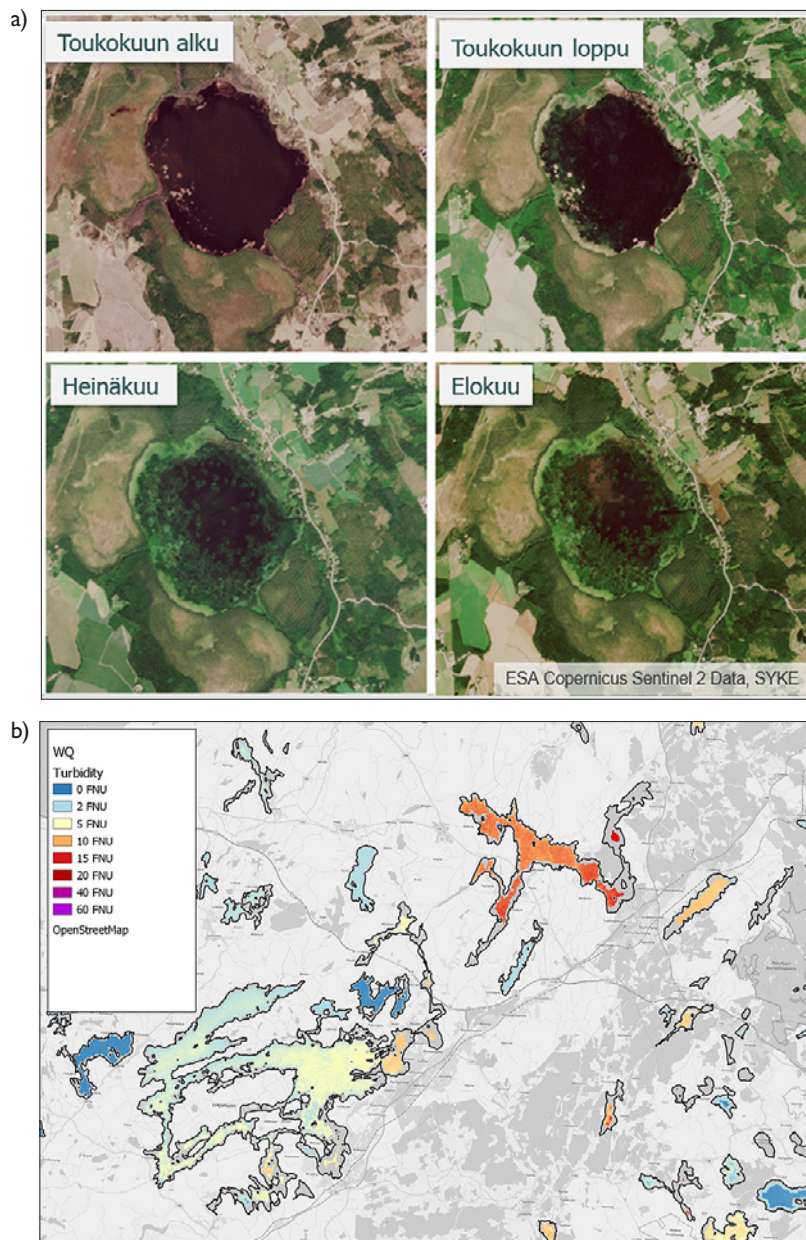 a)
Toukokuun alku
Toukokuun loppu
Heinäkuu
Elokuu
ESA Copernicus Sentinel 2 Data, SYKE
b)
WQ
Turbidity
0 FNU
2 FNU
5 FNU
10 FNU
15 FNU
20 FNU
40 FNU
60 FNU
OpenStreetMap